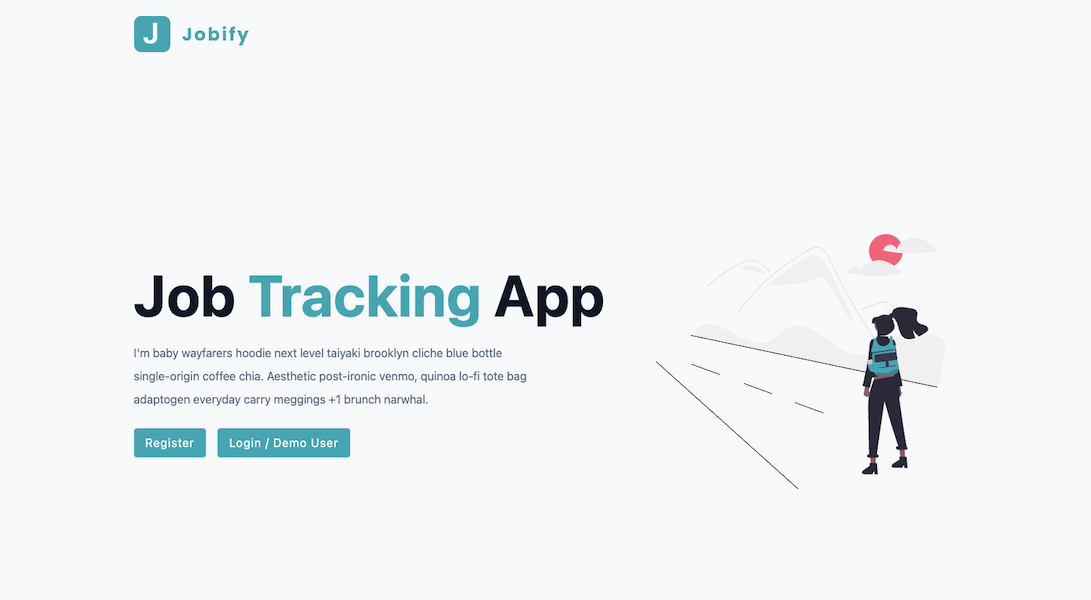 J Jobify
Job Tracking App
I'm baby wayfarers hoodie next level taiyaki brooklyn cliche blue bottle
single-origin coffee chia. Aesthetic post-ironic venmo, quinoa lo-fi tote bag
adaptogen everyday carry meggings +1 brunch narwhal.
Register Login / Demo User